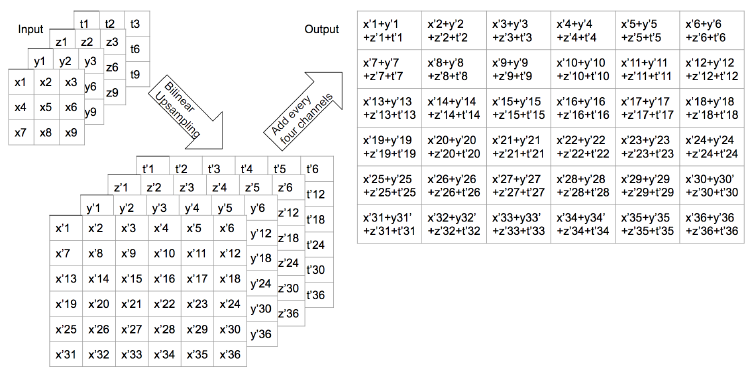 Input
t1 t2 t3
z1 z2 z3
t6
y1 y2 y3
z6
t9
x1 x2 x3
y6
z9
x4 x5 x6
y9
x7 x8 x9
Bilinear
Upsampling
Add every
four channels
t'1 t'2 t'3 t'4 t'5 t'6
z'1 z'2 z'3 z'4 z'5 z'6
t'12
y'1 y'2 y'3 y'4 y'5 y'6
z'12
t'18
x'1 x'2 x'3 x'4 x'5 x'6
y'12
z'18
t'24
x'7 x'8 x'9 x'10 x'11 x'12
y'18
z'24
t'30
x'13 x'14 x'15 x'16 x'17 x'18
y'24
z'30
t'36
x'19 x'20 x'21 x'22 x'23 x'24
y'30
z'36
x'25 x'26 x'27 x'28 x'29 x'30
y'36
x'31 x'32 x'33 x'34 x'35 x'36
Output
x'1+y'1 x'2+y'2 x'3+y'3 x'4+y'4 x'5+y'5 x'6+y'6
+z'1+t'1 +z'2+t'2 +z'3+t'3 +z'4+t'4 +z'5+t'5 +z'6+t'6
x'7+y'7 x'8+y'8 x'9+y'9 x'10+y'10 x'11+y'11 x'12+y'12
+z'7+t'7 +z'8+t'8 +z'9+t'9 +z'10+t'10 +z'11+t'11 +z'12+t'12
x'13+y'13 x'14+y'14 x'15+y'15 x'16+y'16 x'17+y'17 x'18+y'18
+z'13+t'13 +z'14+t'14 +z'15+t'15 +z'16+t'16 +z'17+t'17 +z'18+t'18
x'19+y'19 x'20+y'20 x'21+y'21 x'22+y'22 x'23+y'23 x'24+y'24
+z'19+t'19 +z'20+t'20 +z'21+t'21 +z'22+t'22 +z'23+t'23 +z'24+t'24
x'25+y'25 x'26+y'26 x'27+y'27 x'28+y'28 x'29+y'29 x'30+y30'
+z'25+t'25 +z'26+t'26 +z'27+t'27 +z'28+t'28 +z'29+t'29 +z'30+t'30
x'31+y31' x'32+y32' x'33+y33' x'34+y34' x'35+y'35 x'36+y'36
+z'31+t'31 +z'32+t'32 +z'33+t'33 +z'34+t'34 +z'35+t'35 +z'36+t'36